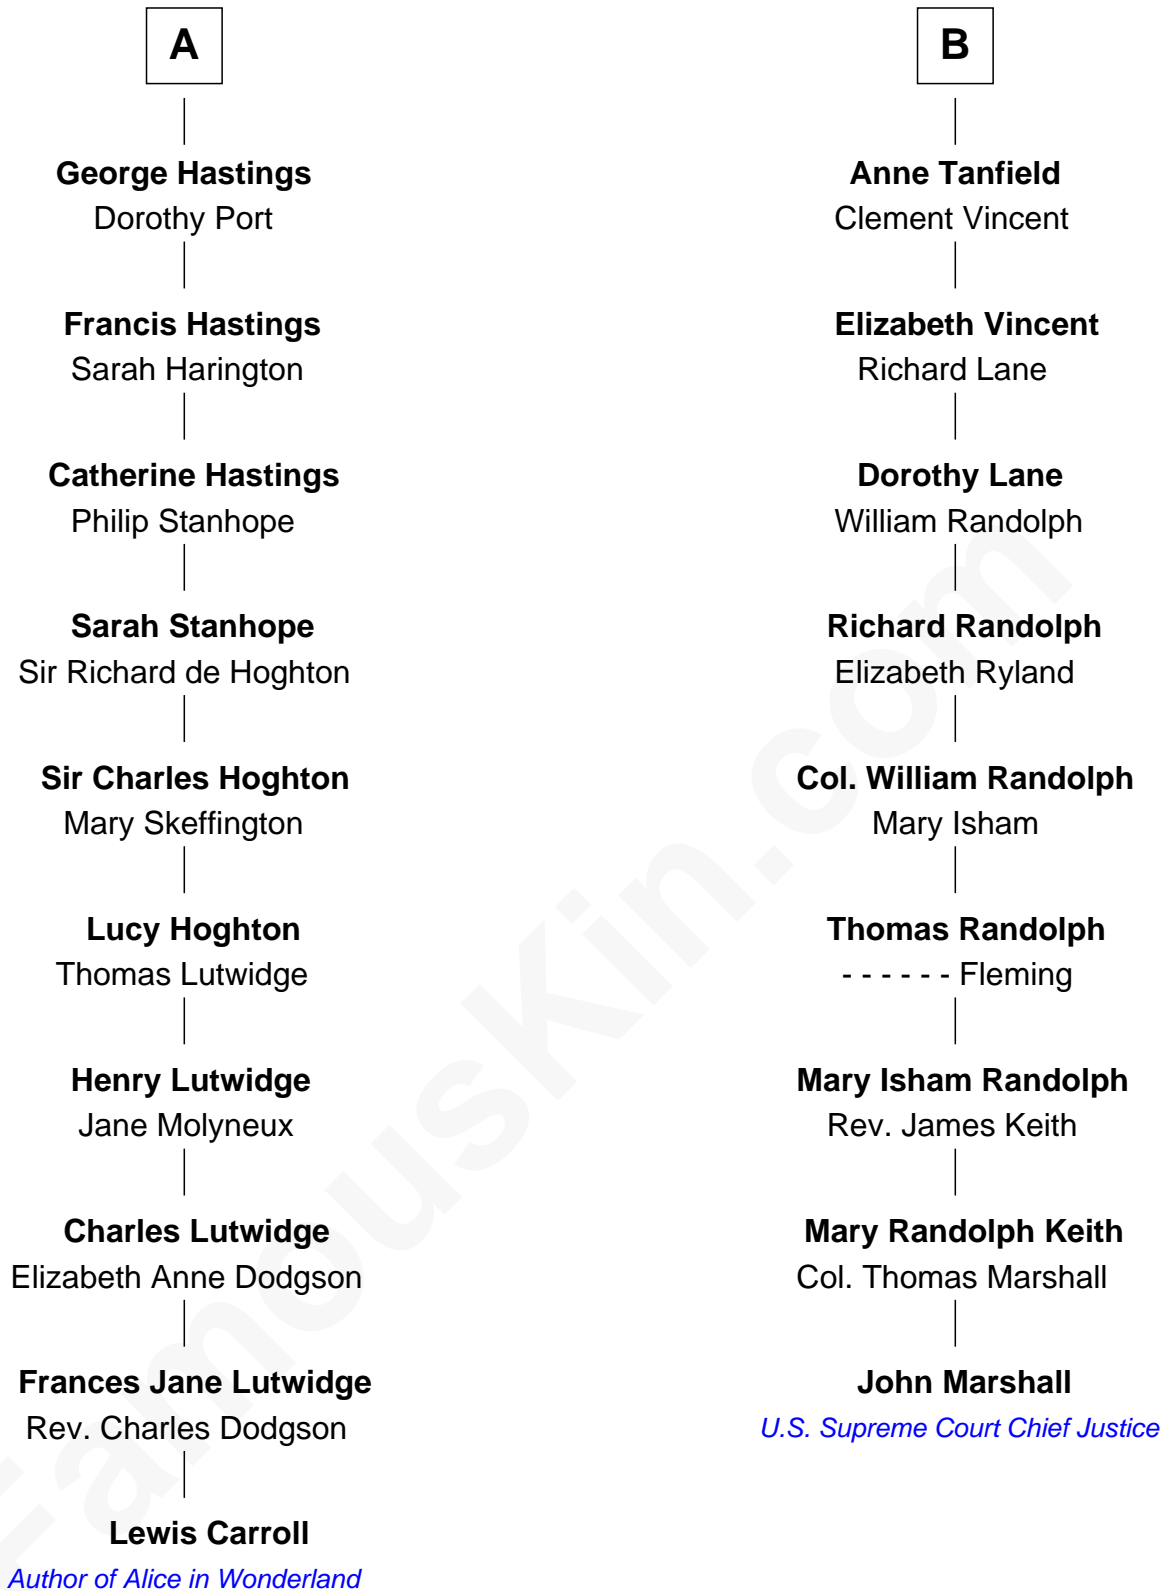 A
George Hastings
Dorothy Port
Francis Hastings
Sarah Harington
Catherine Hastings
Philip Stanhope
Sarah Stanhope
Sir Richard de Hoghton
Sir Charles Hoghton
Mary Skeffington
Lucy Hoghton
Thomas Lutwidge
Henry Lutwidge
Jane Molyneux
Charles Lutwidge
Elizabeth Anne Dodgson
Frances Jane Lutwidge
Rev. Charles Dodgson
Lewis Carroll
Author of Alice in Wonderland
B
Anne Tanfield
Clement Vincent
Elizabeth Vincent
Richard Lane
Dorothy Lane
William Randolph
Richard Randolph
Elizabeth Ryland
Col. William Randolph
Mary Isham
Thomas Randolph
- - - - - - Fleming
Mary Isham Randolph
Rev. James Keith
Mary Randolph Keith
Col. Thomas Marshall
John Marshall
U.S. Supreme Court Chief Justice
FamousKin.com